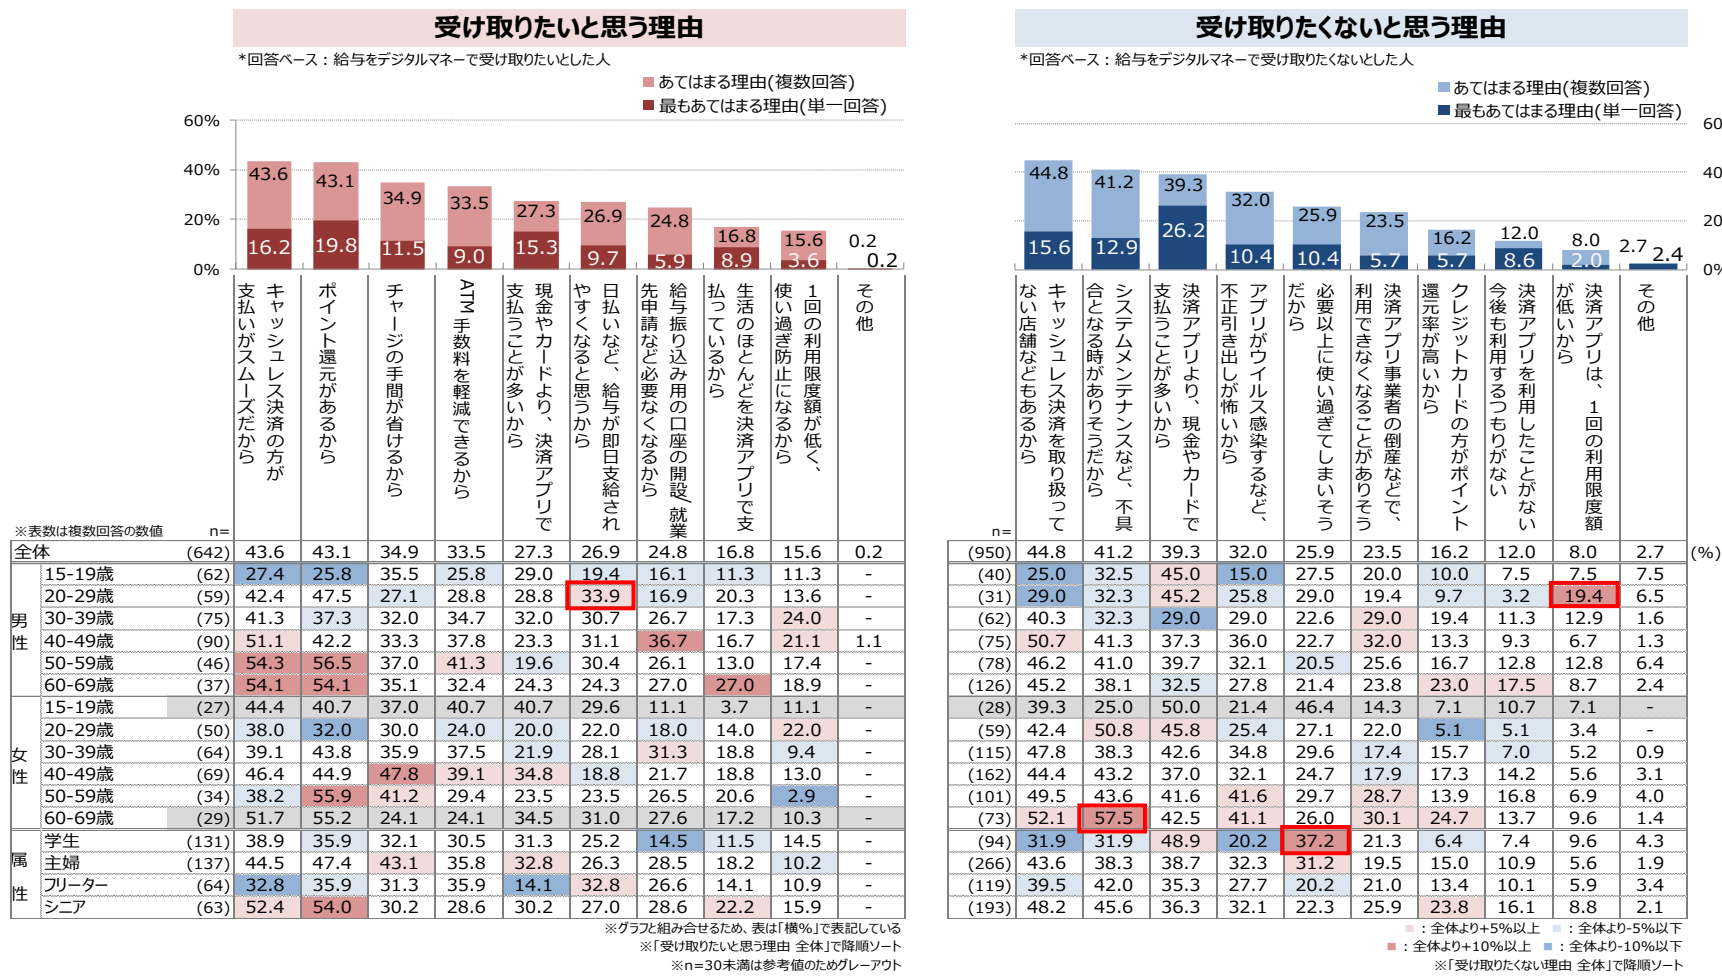 受け取りたいと思う理由
*回答ベース：給与をデジタルマネーで受け取りたいとした人
あてはまる理由(複数回答)
最もあてはまる理由(単一回答)
60%
40%
20%
0%
43.6 43.1 34.9 33.5 27.3 26.9 24.8 16.8 15.6 0.2
16.2 19.8 11.5 9.0 15.3 9.7 5.9 8.9 3.6 0.2
キャッシュレス決済の方が
支払いがスムーズだから
ポイント還元があるから
チャージの手間が省けるから
ATM手数料を軽減できるから
現金やカードより、決済アプリで
支払うことが多いから
日払いなど、給与が即日支給され
やすくなると思うから
給与振り込み用の口座の開設/就業
先申請など必要なくなるから
生活のほとんどを決済アプリで支
払っているから
1回の利用限度額が低く、
使い過ぎ防止になるから
その他
※表数は複数回答の数値 n=
全体 (642) 43.6 43.1 34.9 33.5 27.3 26.9 24.8 16.8 15.6 0.2
男性
15-19歳 (62) 27.4 25.8 35.5 25.8 29.0 19.4 16.1 11.3 11.3 -
20-29歳 (59) 42.4 47.5 27.1 28.8 28.8 33.9 16.9 20.3 13.6 -
30-39歳 (75) 41.3 37.3 32.0 34.7 32.0 30.7 26.7 17.3 24.0 -
40-49歳 (90) 51.1 42.2 33.3 37.8 23.3 31.1 36.7 16.7 21.1 1.1
50-59歳 (46) 54.3 56.5 37.0 41.3 19.6 30.4 26.1 13.0 17.4 -
60-69歳 (37) 54.1 54.1 35.1 32.4 24.3 24.3 27.0 27.0 18.9 -
女性
15-19歳 (27) 44.4 40.7 37.0 40.7 40.7 29.6 11.1 3.7 11.1 -
20-29歳 (50) 38.0 32.0 30.0 24.0 20.0 22.0 18.0 14.0 22.0 -
30-39歳 (64) 39.1 43.8 35.9 37.5 21.9 28.1 31.3 18.8 9.4 -
40-49歳 (69) 46.4 44.9 47.8 39.1 34.8 18.8 21.7 18.8 13.0 -
50-59歳 (34) 38.2 55.9 41.2 29.4 23.5 23.5 26.5 20.6 2.9 -
60-69歳 (29) 51.7 55.2 24.1 24.1 34.5 31.0 27.6 17.2 10.3 -
属性
学生 (131) 38.9 35.9 32.1 30.5 31.3 25.2 14.5 11.5 14.5 -
主婦 (137) 44.5 47.4 43.1 35.8 32.8 26.3 28.5 18.2 10.2 -
フリーター (64) 32.8 35.9 31.3 35.9 14.1 32.8 26.6 14.1 10.9 -
シニア (63) 52.4 54.0 30.2 28.6 30.2 27.0 28.6 22.2 15.9 -
※グラフと組み合せるため、表は「横%」で表記している
※「受け取りたいと思う理由 全体」で降順ソート
※n=30未満は参考値のためグレーアウト
受け取りたくないと思う理由
*回答ベース：給与をデジタルマネーで受け取りたくないとした人
あてはまる理由(複数回答)
最もあてはまる理由(単一回答)
60
40
20
0%
44.8 41.2 39.3 32.0 25.9 23.5 16.2 12.0 8.0 2.7
15.6 12.9 26.2 10.4 10.4 5.7 5.7 8.6 2.0 2.4
キャッシュレス決済を取り扱って
ない店舗などもあるから
システムメンテナンスなど、不具
合となる時がありそうだから
決済アプリより、現金やカードで
支払うことが多いから
アプリがウイルス感染するなど、
不正引き出しが怖いから
必要以上に使い過ぎてしまいそう
だから
決済アプリ事業者の倒産などで、
利用できなくなることがありそう
クレジットカードの方がポイント
還元率が高いから
決済アプリを利用したことがない
今後も利用するつもりがない
決済アプリは、1回の利用限度額
が低いから
その他
n=
(950) 44.8 41.2 39.3 32.0 25.9 23.5 16.2 12.0 8.0 2.7 (%)
(40) 25.0 32.5 45.0 15.0 27.5 20.0 10.0 7.5 7.5 7.5
(31) 29.0 32.3 45.2 25.8 29.0 19.4 9.7 3.2 19.4 6.5
(62) 40.3 32.3 29.0 29.0 22.6 29.0 19.4 11.3 12.9 1.6
(75) 50.7 41.3 37.3 36.0 22.7 32.0 13.3 9.3 6.7 1.3
(78) 46.2 41.0 39.7 32.1 20.5 25.6 16.7 12.8 12.8 6.4
(126) 45.2 38.1 32.5 27.8 21.4 23.8 23.0 17.5 8.7 2.4
(28) 39.3 25.0 50.0 21.4 46.4 14.3 7.1 10.7 7.1 -
(59) 42.4 50.8 45.8 25.4 27.1 22.0 5.1 5.1 3.4 -
(115) 47.8 38.3 42.6 34.8 29.6 17.4 15.7 7.0 5.2 0.9
(162) 44.4 43.2 37.0 32.1 24.7 17.9 17.3 14.2 5.6 3.1
(101) 49.5 43.6 41.6 41.6 29.7 28.7 13.9 16.8 6.9 4.0
(73) 52.1 57.5 42.5 41.1 26.0 30.1 24.7 13.7 9.6 1.4
(94) 31.9 31.9 48.9 20.2 37.2 21.3 6.4 7.4 9.6 4.3
(266) 43.6 38.3 38.7 32.3 31.2 19.5 15.0 10.9 5.6 1.9
(119) 39.5 42.0 35.3 27.7 20.2 21.0 13.4 10.1 5.9 3.4
(193) 48.2 45.6 36.3 32.1 22.3 25.9 23.8 16.1 8.8 2.1
：全体より+5%以上 ：全体より-5%以下
：全体より+10%以上 ：全体より-10%以下
※「受け取りたくない理由 全体」で降順ソート